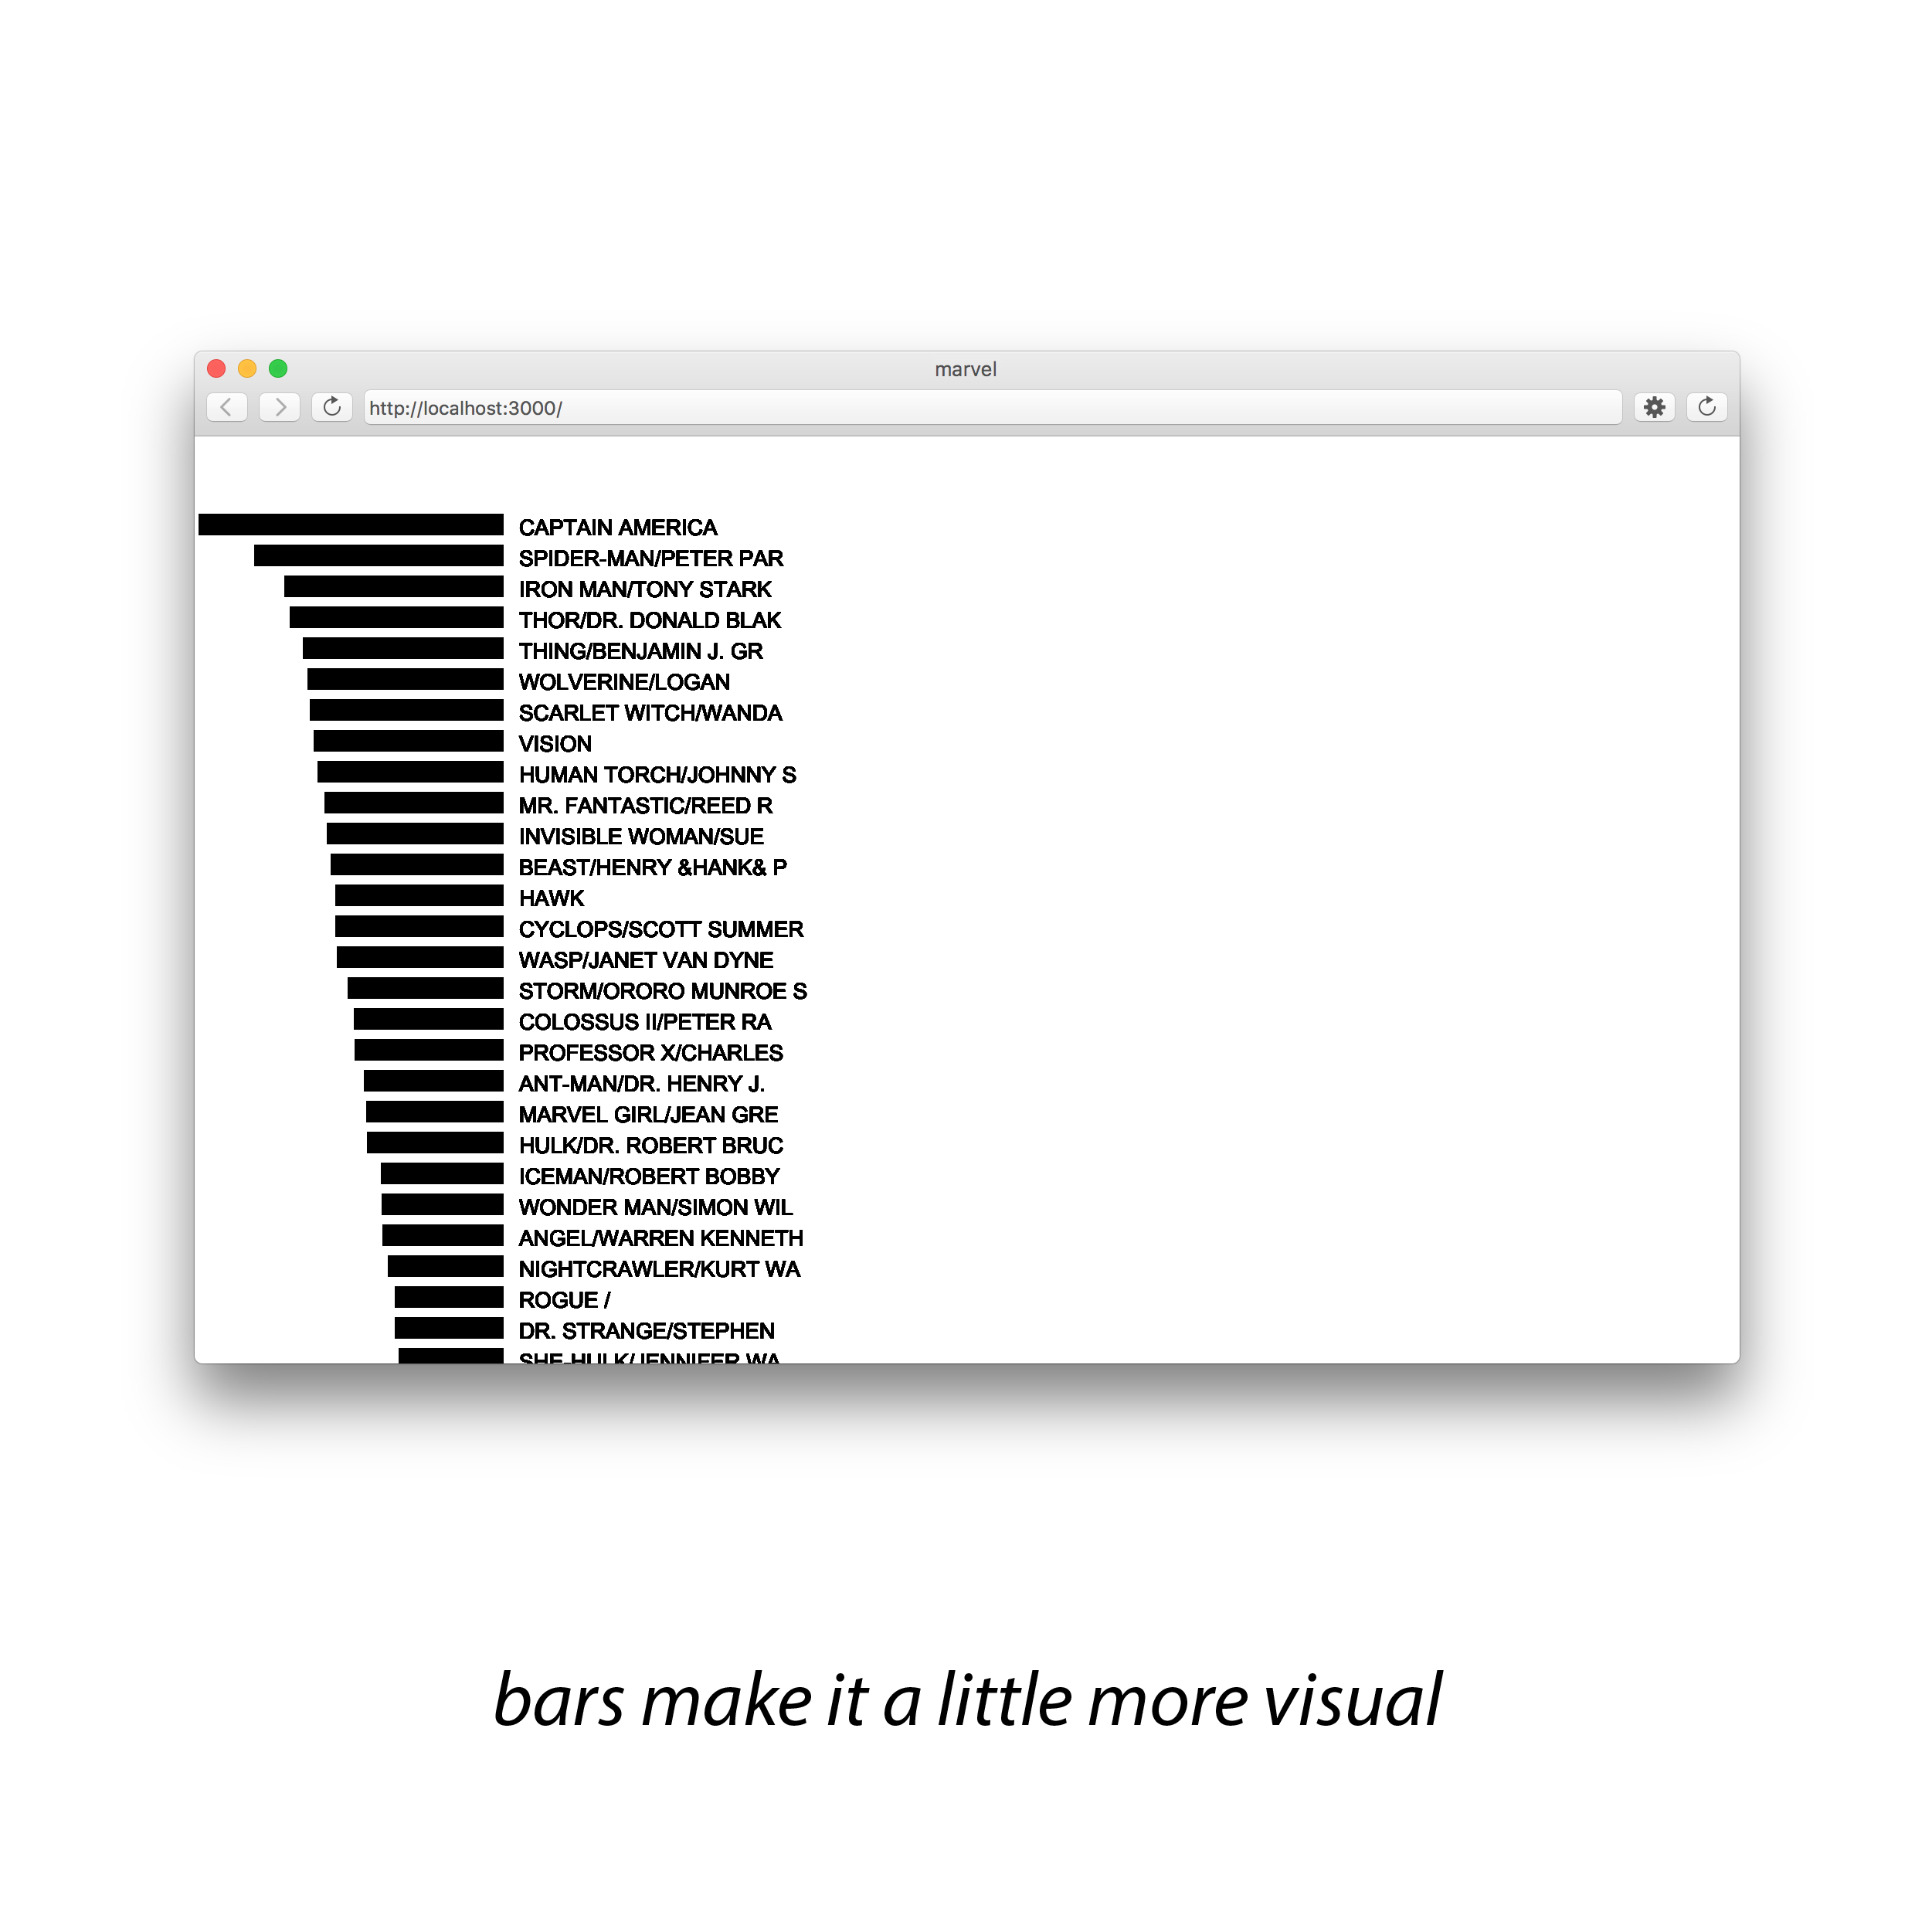 marvel
http://localhost:3000/
CAPTAIN AMERICA
SPIDER-MAN/PETER PAR
IRON MAN/TONY STARK
THOR/DR. DONALD BLAK
THING/BENJAMIN J. GR
WOLVERINE/LOGAN
SCARLET WITCH/WANDA
VISION
HUMAN TORCH/JOHNNY S
MR. FANTASTIC/REED R
INVISIBLE WOMAN/SUE
BEAST/HENRY &HANK& P
HAWK
CYCLOPS/SCOTT SUMMER
WASP/JANET VAN DYNE
STORM/ORORO MUNROE S
COLOSSUS II/PETER RA
PROFESSOR X/CHARLES
ANT-MAN/DR. HENRY J.
MARVEL GIRL/JEAN GRE
HULK/DR. ROBERT BRUC
ICEMAN/ROBERT BOBBY
WONDER MAN/SIMON WIL
ANGEL/WARREN KENNETH
NIGHTCRAWLER/KURT WA
ROGUE /
DR. STRANGE/STEPHEN
SHE-HULK/JENNIFER WA
bars make it a little more visual